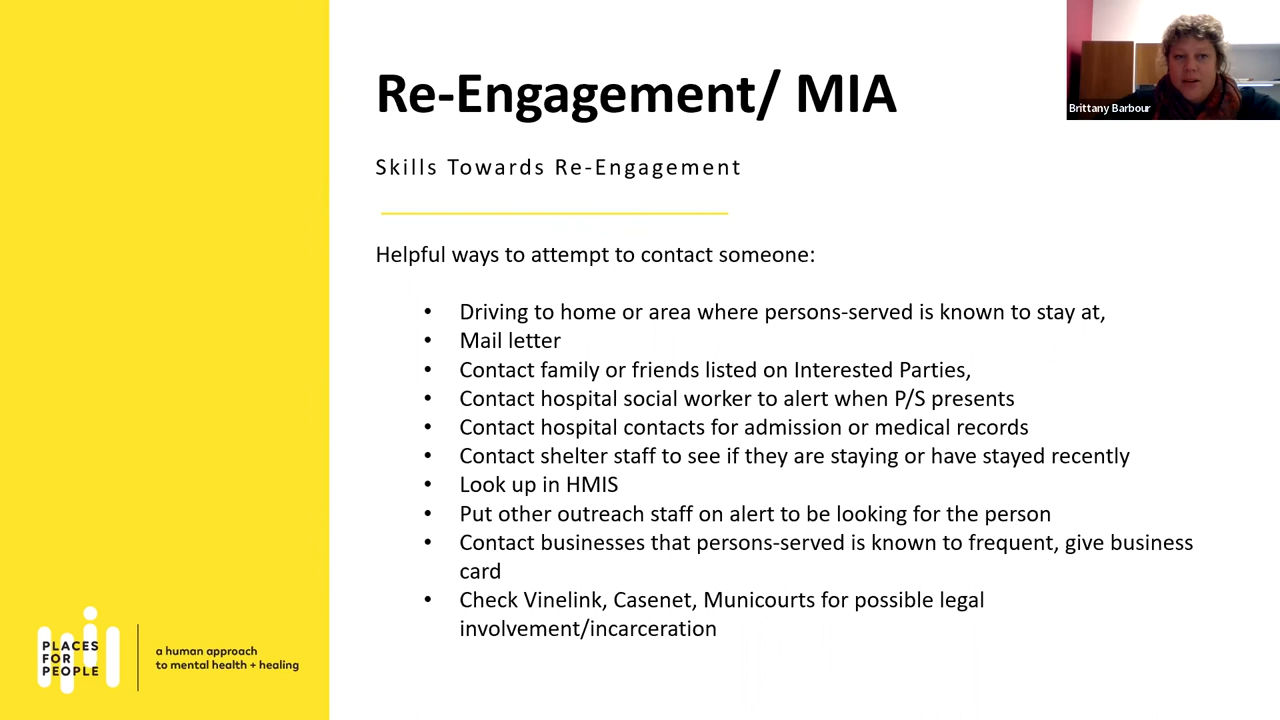 Re-Engagement/ MIA
Brittany Barbour
Skills Towards Re-Engagement
Helpful ways to attempt to contact someone:
• Driving to home or area where persons-served is known to stay at,
• Mail letter
• Contact family or friends listed on Interested Parties,
• Contact hospital social worker to alert when P/S presents
• Contact hospital contacts for admission or medical records
• Contact shelter staff to see if they are staying or have stayed recently
• Look up in HMIS
• Put other outreach staff on alert to be looking for the person
• Contact businesses that persons-served is known to frequent, give business
card
• Check Vinelink, Casenet, Municourts for possible legal
involvement/incarceration
PLACES
FOR
PEOPLE
a human approach
to mental health + healing